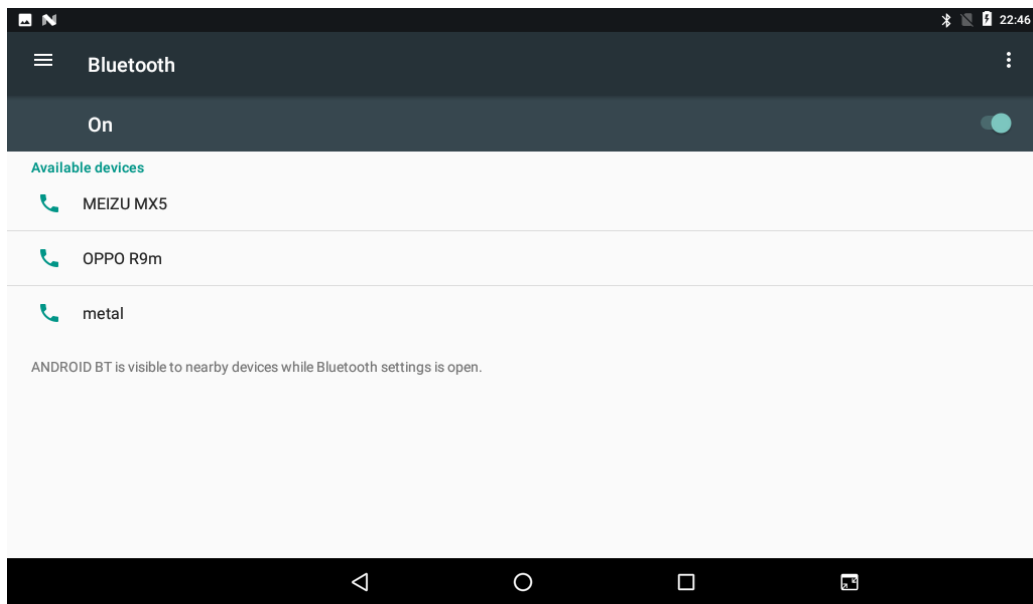 22:46
Bluetooth
On
Available devices
MEIZU MX5
OPPO R9m
metal
ANDROID BT is visible to nearby devices while Bluetooth settings is open.